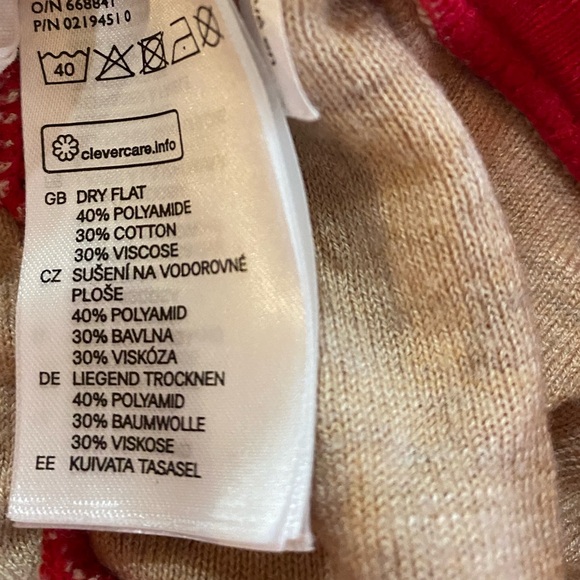 O/N 668841
P/N 02194510
40
clevercare.info
GB DRY FLAT
40% POLYAMIDE
30% COTTON
30% VISCOSE
CZ SUŠENÍ NA VODOROVNÉ
PLOŠE
40% POLYAMID
30% BAVLNA
30% VISKÓZA
DE LIEGEND TROCKNEN
40% POLYAMID
30% BAUMWOLLE
30% VISKOSE
EE KUIVATA TASASEL